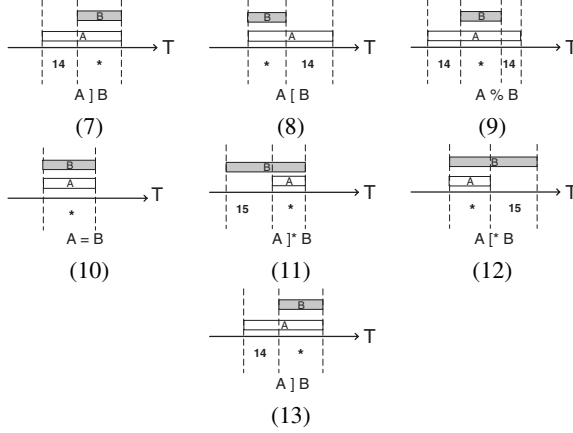 B B B
A A A
T T T
14 * * 14 14 * 14
A ] B A [ B A % B
(7) (8) (9)
B B B
A A A
T T T
* 15 * * 15
A = B A ]* B A [* B
(10) (11) (12)
B
A
T
14 *
A ] B
(13)